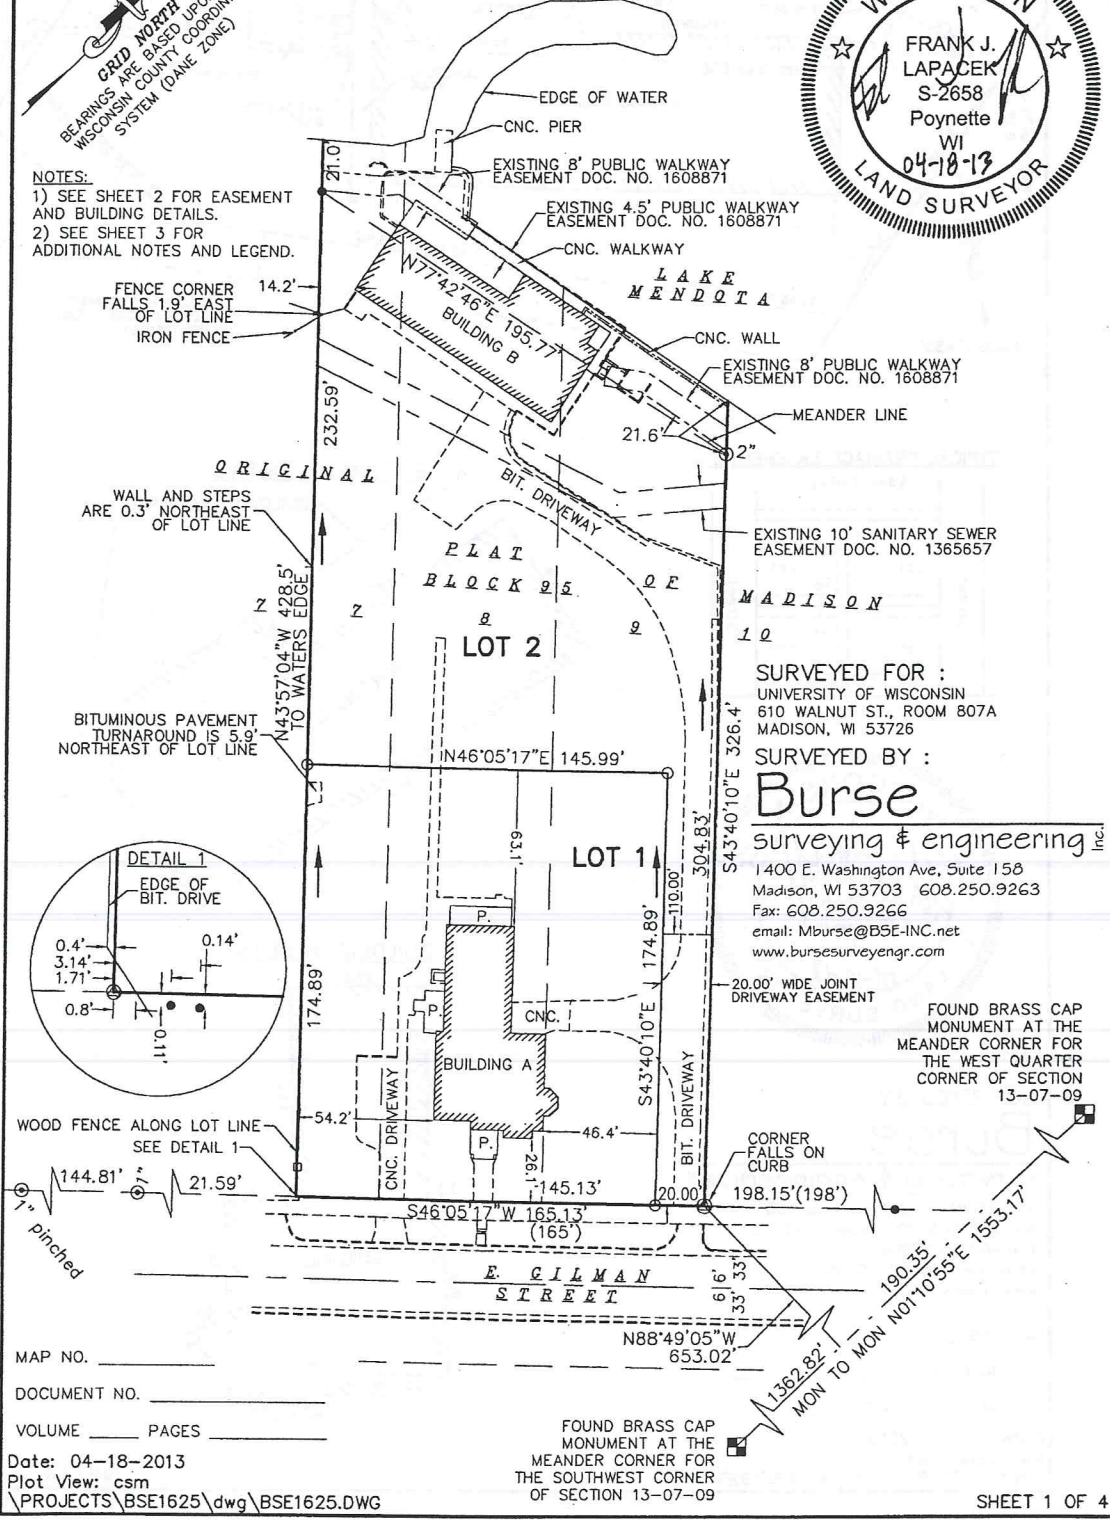 GRID NORTH
BEARINGS ARE BASED UPON
WISCONSIN COUNTY COORDIN
SYSTEM (DANE ZONE)
FRANK J.
LAPACEK
S-2658
Poynette
WI
04-18-13
LAND SURVEYOR
EDGE OF WATER
CNC. PIER
21.0'
EXISTING 8' PUBLIC WALKWAY
EASEMENT DOC. NO. 1608871
NOTES:
1) SEE SHEET 2 FOR EASEMENT
AND BUILDING DETAILS.
2) SEE SHEET 3 FOR
ADDITIONAL NOTES AND LEGEND.
EXISTING 4.5' PUBLIC WALKWAY
EASEMENT DOC. NO. 1608871
CNC. WALKWAY
LAKE
MENDOTA
FENCE CORNER
FALLS 1.9' EAST
OF LOT LINE
14.2'
IRON FENCE
N77°42'46"E 195.77'
BUILDING B
CNC. WALL
EXISTING 8' PUBLIC WALKWAY
EASEMENT DOC. NO. 1608871
MEANDER LINE
21.6'
2"
232.59'
ORIGINAL
WALL AND STEPS
ARE 0.3' NORTHEAST
OF LOT LINE
BIT. DRIVEWAY
EXISTING 10' SANITARY SEWER
EASEMENT DOC. NO. 1365657
PLAT
BLOCK 95
OF
MADISON
7
7
8
9
10
LOT 2
N43°57'04"W 428.5'
TO WATERS EDGE
SURVEYED FOR :
UNIVERSITY OF WISCONSIN
610 WALNUT ST., ROOM 807A
MADISON, WI 53726
BITUMINOUS PAVEMENT
TURNAROUND IS 5.9'
NORTHEAST OF LOT LINE
N46°05'17"E 145.99'
S43°40'10"E 326.4'
SURVEYED BY :
Burse
surveying & engineering Inc.
1400 E. Washington Ave, Suite 158
Madison, WI 53703 608.250.9263
Fax: 608.250.9266
email: Mburse@BSE-INC.net
www.bursesurveyengr.com
63.1'
LOT 1
304.83'
110.00'
174.89'
S43°40'10"E
DETAIL 1
EDGE OF
BIT. DRIVE
0.4'
3.14'
1.71'
0.14'
0.8'
0.11'
174.89'
P.
P.
CNC.
BUILDING A
P.
20.00' WIDE JOINT
DRIVEWAY EASEMENT
FOUND BRASS CAP
MONUMENT AT THE
MEANDER CORNER FOR
THE WEST QUARTER
CORNER OF SECTION
13-07-09
54.2'
CNC. DRIVEWAY
46.4'
26.1'
BIT. DRIVEWAY
WOOD FENCE ALONG LOT LINE
SEE DETAIL 1
CORNER
FALLS ON
CURB
144.81'
1"
21.59'
1" pinched
145.13'
20.00'
198.15'(198')
S46°05'17"W 165.13'
(165')
E. GILMAN
STREET
66'
33' 33'
190.35'
MON TO MON N01°10'55"E 1553.17'
N88°49'05"W
653.02'
1362.82'
MAP NO.
DOCUMENT NO.
VOLUME PAGES
FOUND BRASS CAP
MONUMENT AT THE
MEANDER CORNER FOR
THE SOUTHWEST CORNER
OF SECTION 13-07-09
Date: 04-18-2013
Plot View: csm
\PROJECTS\BSE1625\dwg\BSE1625.DWG
SHEET 1 OF 4